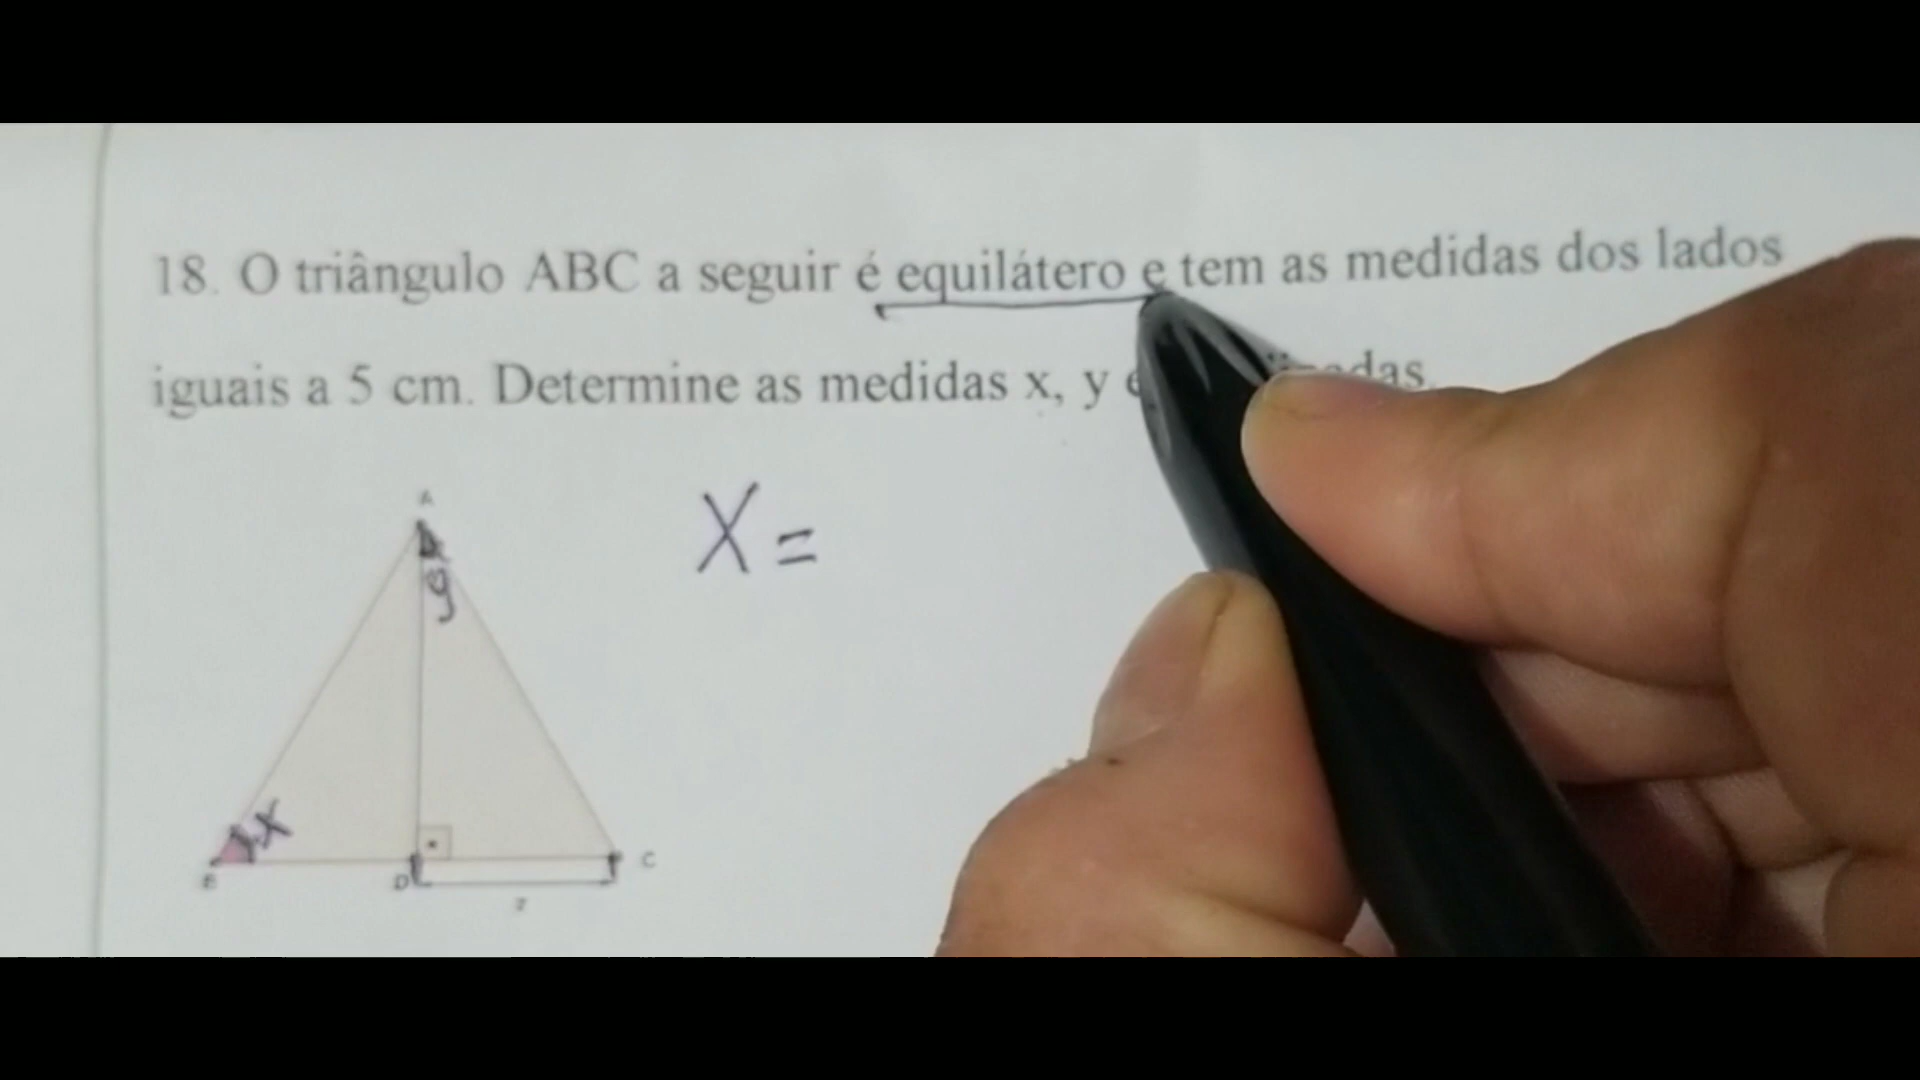 18. O triângulo ABC a seguir é equilátero e tem as medidas dos lados
iguais a 5 cm. Determine as medidas x, y
X =
A
y
x
B
D
C
z